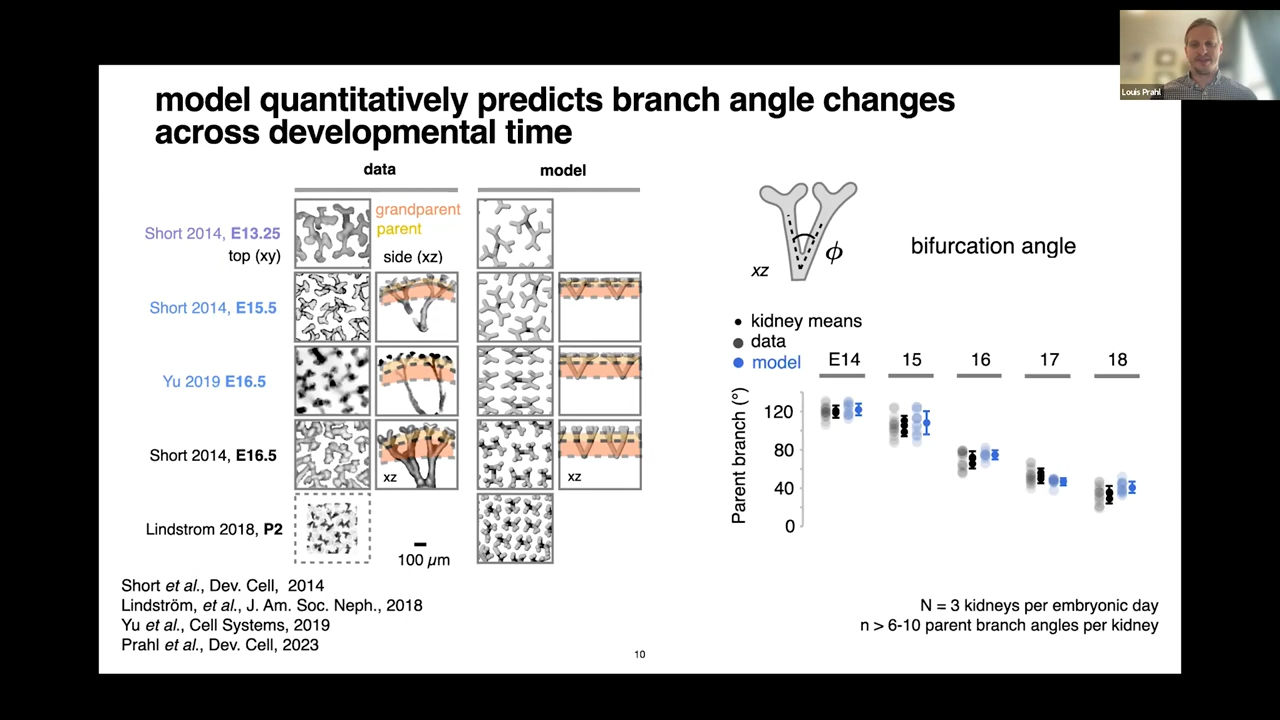 Louis Prahl
model quantitatively predicts branch angle changes
across developmental time
data
model
Short 2014, E13.25
top (xy)
grandparent
parent
side (xz)
Short 2014, E15.5
Yu 2019 E16.5
Short 2014, E16.5
xz
xz
Lindstrom 2018, P2
100 µm
Short et al., Dev. Cell, 2014
Lindström, et al., J. Am. Soc. Neph., 2018
Yu et al., Cell Systems, 2019
Prahl et al., Dev. Cell, 2023
xz
ϕ
bifurcation angle
kidney means
data
model
E14 15 16 17 18
Parent branch (°)
120
80
40
0
N = 3 kidneys per embryonic day
n > 6-10 parent branch angles per kidney
10